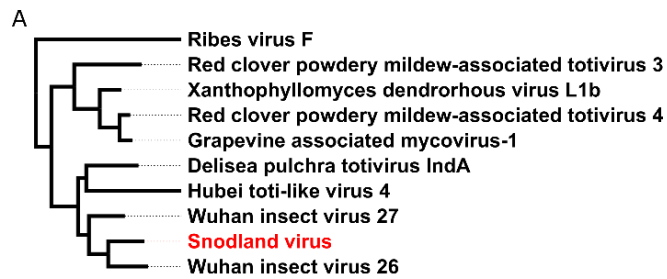 A
Ribes virus F
Red clover powdery mildew-associated totivirus 3
Xanthophyllomyces dendrorhous virus L1b
Red clover powdery mildew-associated totivirus 4
Grapevine associated mycovirus-1
Delisea pulchra totivirus IndA
Hubei toti-like virus 4
Wuhan insect virus 27
Snodland virus
Wuhan insect virus 26